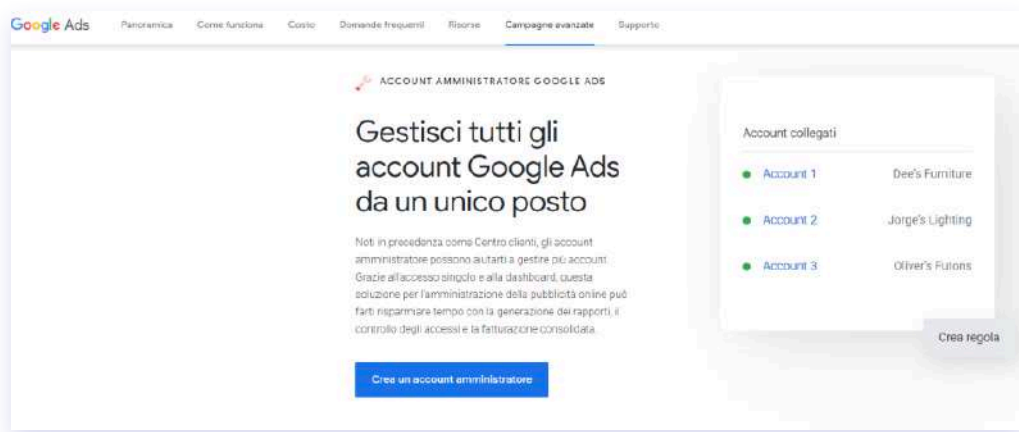 Google Ads
Panoramica
Come funziona
Costo
Domande frequenti
Risorse
Campagne avanzate
Supporto
ACCOUNT AMMINISTRATORE GOOGLE ADS
Gestisci tutti gli
account Google Ads
da un unico posto
Noti in precedenza come Centro clienti, gli account
amministratore possono aiutarti a gestire più account.
Grazie all'accesso singolo e alla dashboard, questa
soluzione per l'amministrazione della pubblicità online può
farti risparmiare tempo con la generazione dei rapporti, il
controllo degli accessi e la fatturazione consolidata.
Crea un account amministratore
Account collegati
Account 1 Dee's Furniture
Account 2 Jorge's Lighting
Account 3 Oliver's Futons
Crea regola